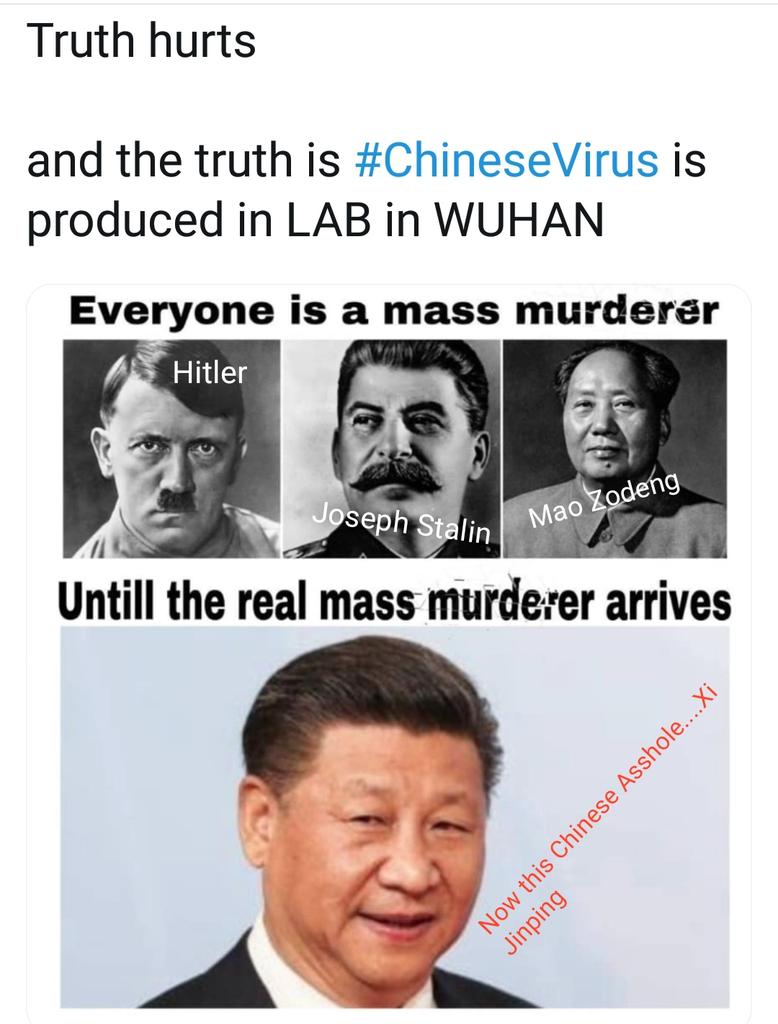 Truth hurts
and the truth is #ChineseVirus is
produced in LAB in WUHAN
Everyone is a mass murderer
Hitler
Joseph Stalin
Mao Zodeng
Untill the real mass murderer arrives
Now this Chinese Asshole....Xi
Jinping